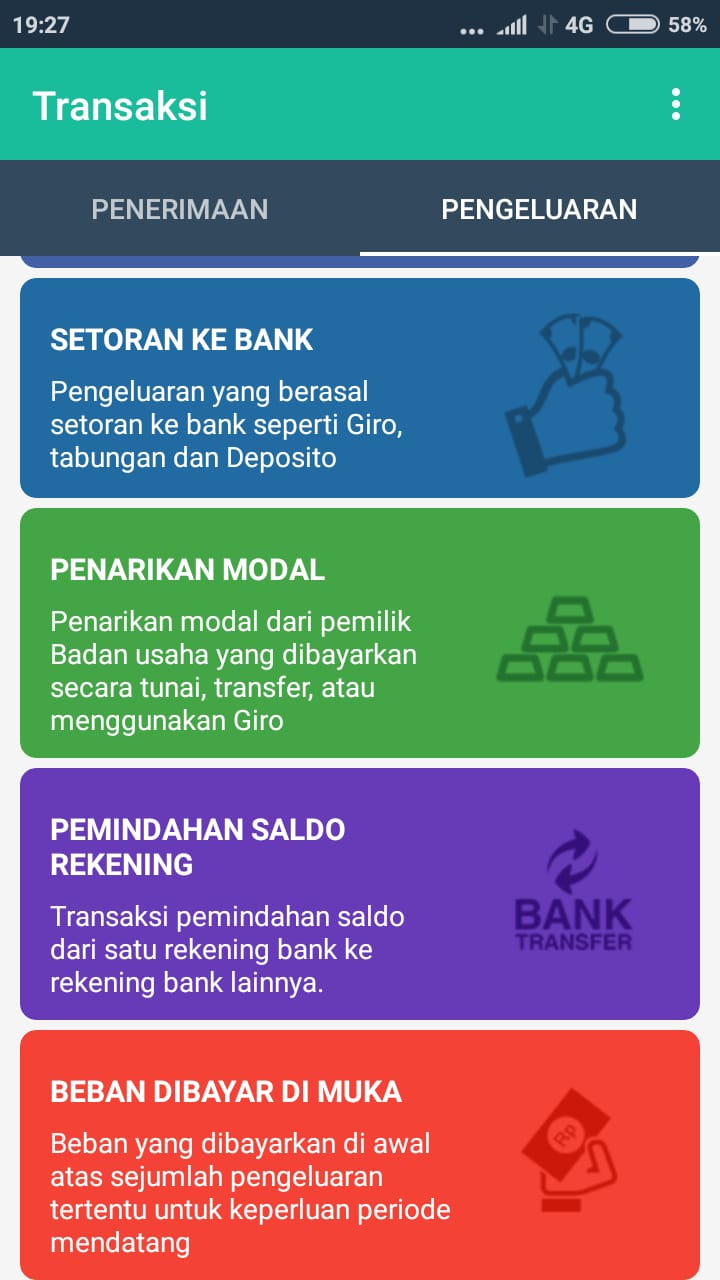 19:27
4G
58%
Transaksi
PENERIMAAN
PENGELUARAN
SETORAN KE BANK
Pengeluaran yang berasal
setoran ke bank seperti Giro,
tabungan dan Deposito
PENARIKAN MODAL
Penarikan modal dari pemilik
Badan usaha yang dibayarkan
secara tunai, transfer, atau
menggunakan Giro
PEMINDAHAN SALDO
REKENING
Transaksi pemindahan saldo
dari satu rekening bank ke
rekening bank lainnya.
BANK
TRANSFER
BEBAN DIBAYAR DI MUKA
Beban yang dibayarkan di awal
atas sejumlah pengeluaran
tertentu untuk keperluan periode
mendatang
Rp